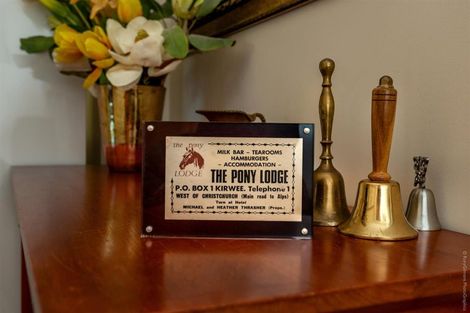 the Pony
LODGE
MILK BAR – TEAROOMS
HAMBURGERS
– ACCOMMODATION –
THE PONY LODGE
P.O. BOX 1 KIRWEE. Telephone 1
WEST OF CHRISTCHURCH (Main road to Alps)
Turn at Hotel
MICHAEL and HEATHER THRASHER (Props.)